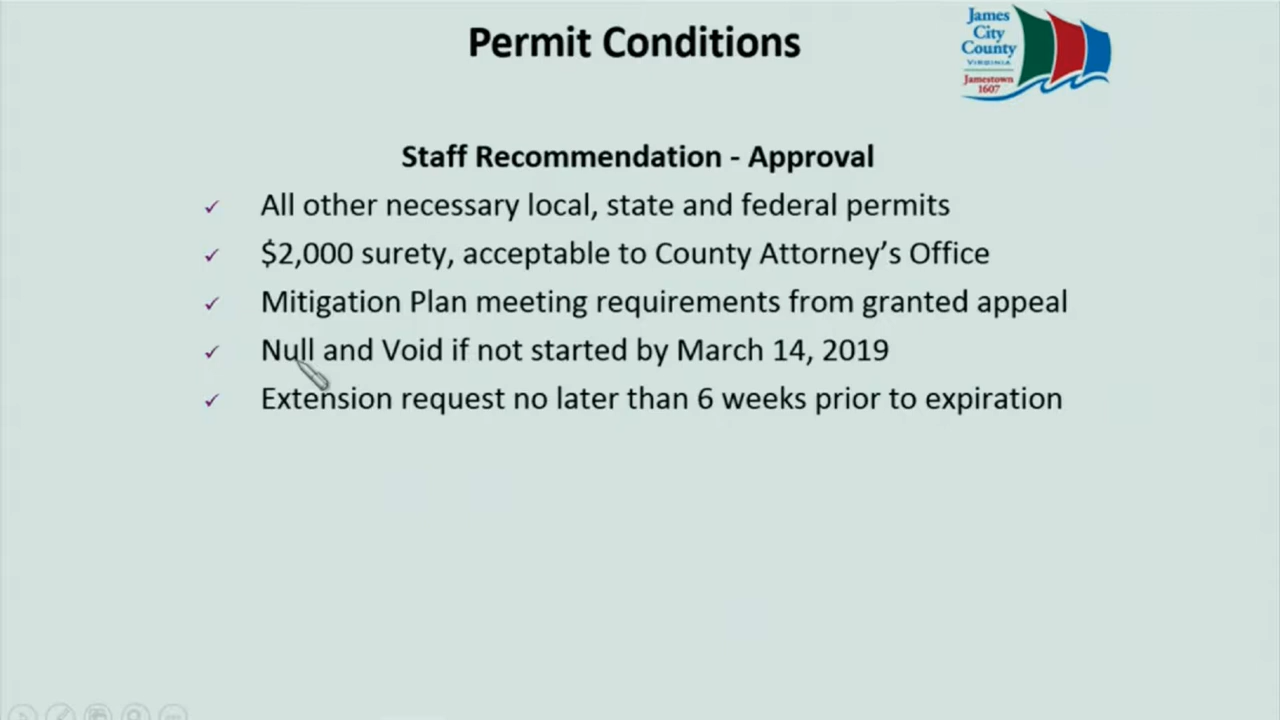 Permit Conditions
James
City
County
VIRGINIA
Jamestown
1607
Staff Recommendation - Approval
✓ All other necessary local, state and federal permits
✓ $2,000 surety, acceptable to County Attorney’s Office
✓ Mitigation Plan meeting requirements from granted appeal
✓ Null and Void if not started by March 14, 2019
✓ Extension request no later than 6 weeks prior to expiration